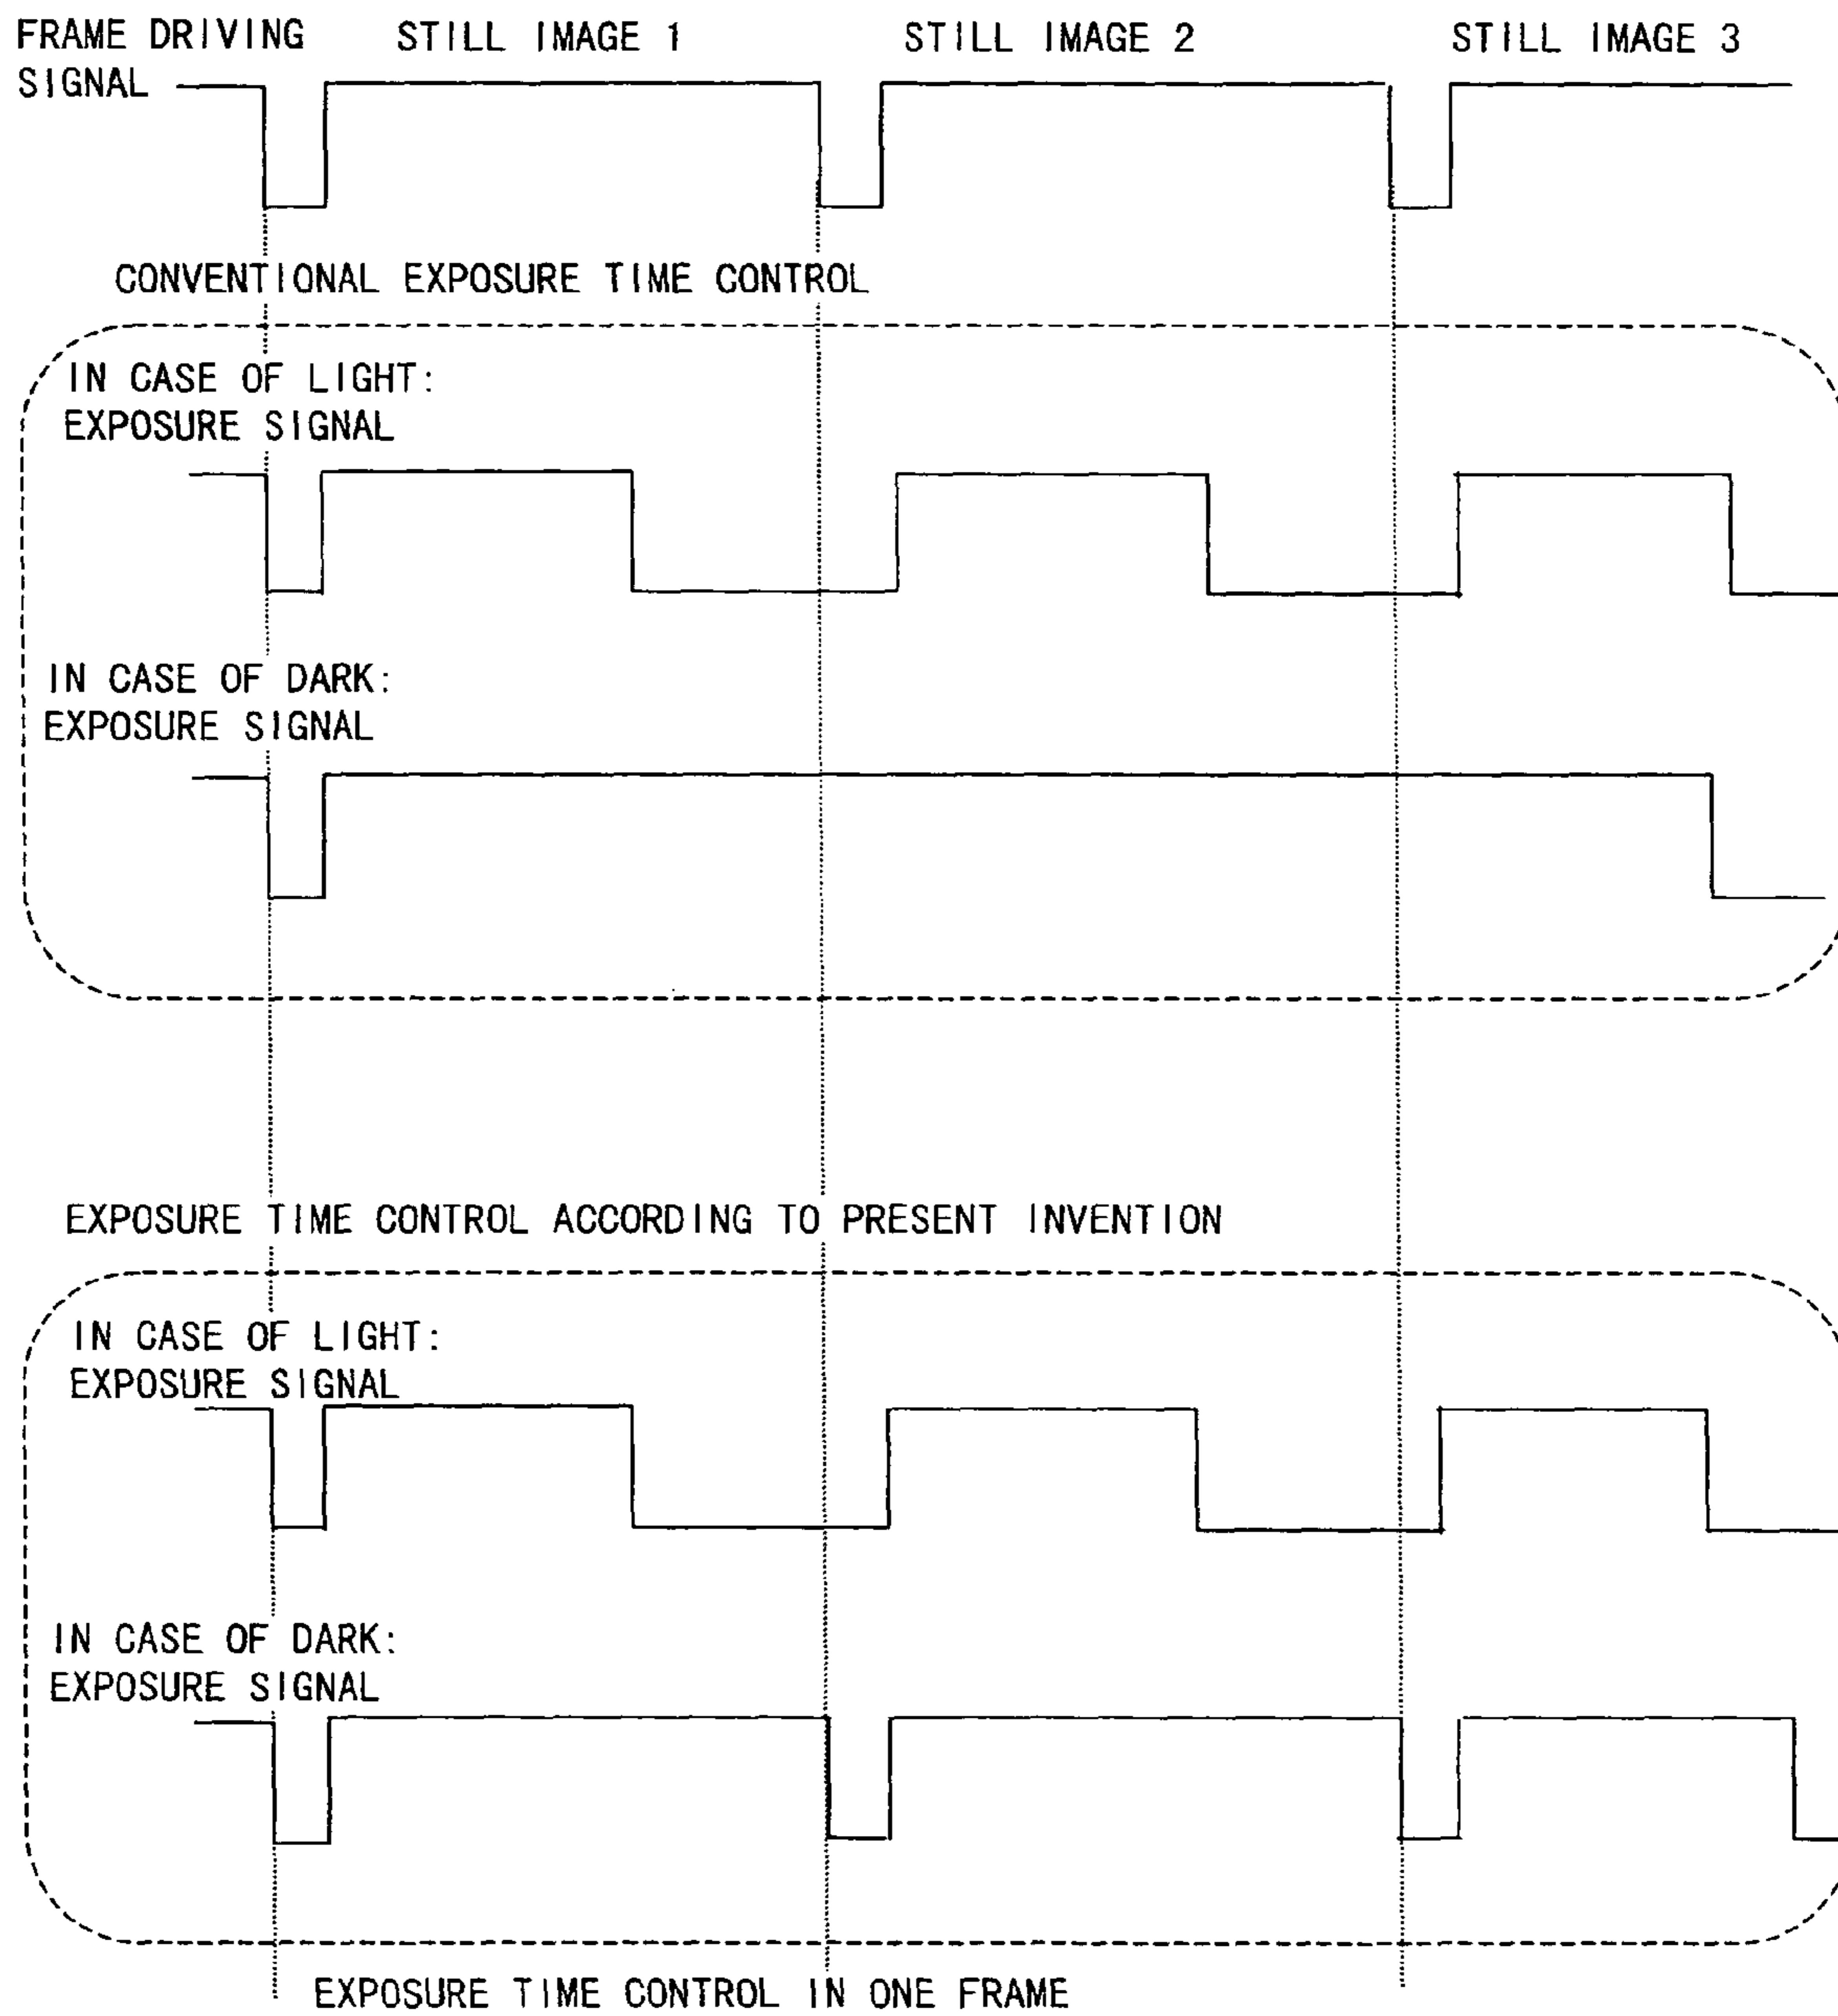 FRAME DRIVING
SIGNAL
STILL IMAGE 1
STILL IMAGE 2
STILL IMAGE 3
CONVENTIONAL EXPOSURE TIME CONTROL
IN CASE OF LIGHT:
EXPOSURE SIGNAL
IN CASE OF DARK:
EXPOSURE SIGNAL
EXPOSURE TIME CONTROL ACCORDING TO PRESENT INVENTION
IN CASE OF LIGHT:
EXPOSURE SIGNAL
IN CASE OF DARK:
EXPOSURE SIGNAL
EXPOSURE TIME CONTROL IN ONE FRAME